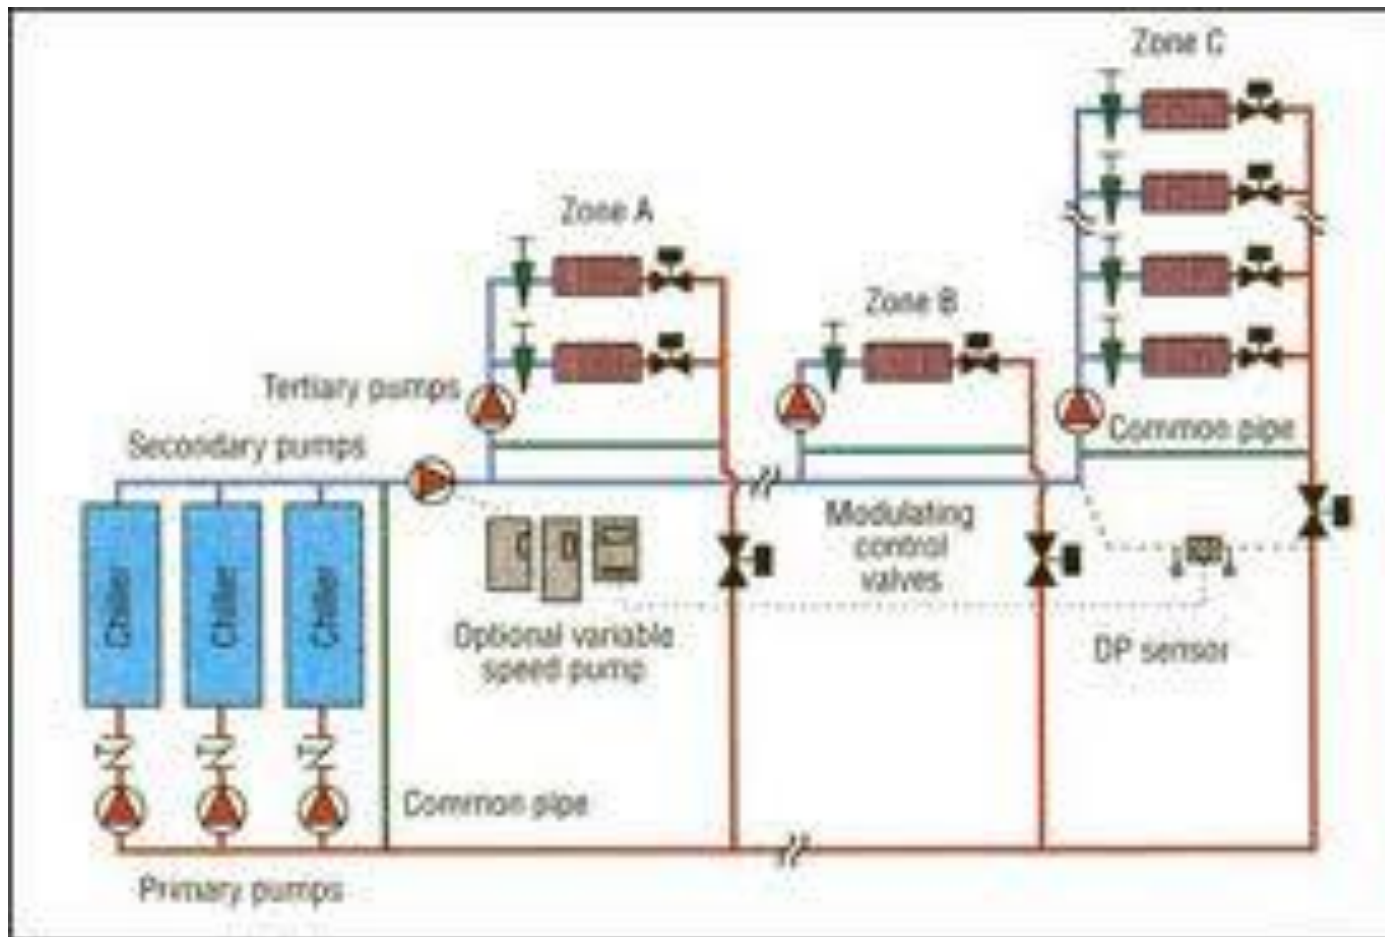 Zone C
Zone A
Zone B
Tertiary pumps
Common pipe
Secondary pumps
Modulating
control
valves
Chiller
Chiller
Chiller
Optional variable
speed pump
DP sensor
Common pipe
Primary pumps